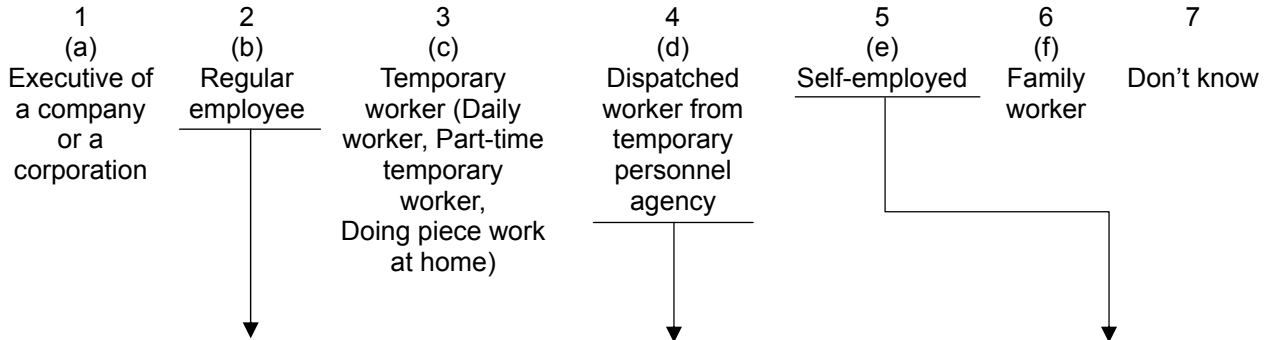 1 2 3 4 5 6 7
(a) (b) (c) (d) (e) (f)
Executive of
a company
or a
corporation
Regular
employee
Temporary
worker (Daily
worker, Part-time
temporary
worker,
Doing piece work
at home)
Dispatched
worker from
temporary
personnel
agency
Self-employed
Family
worker
Don't know